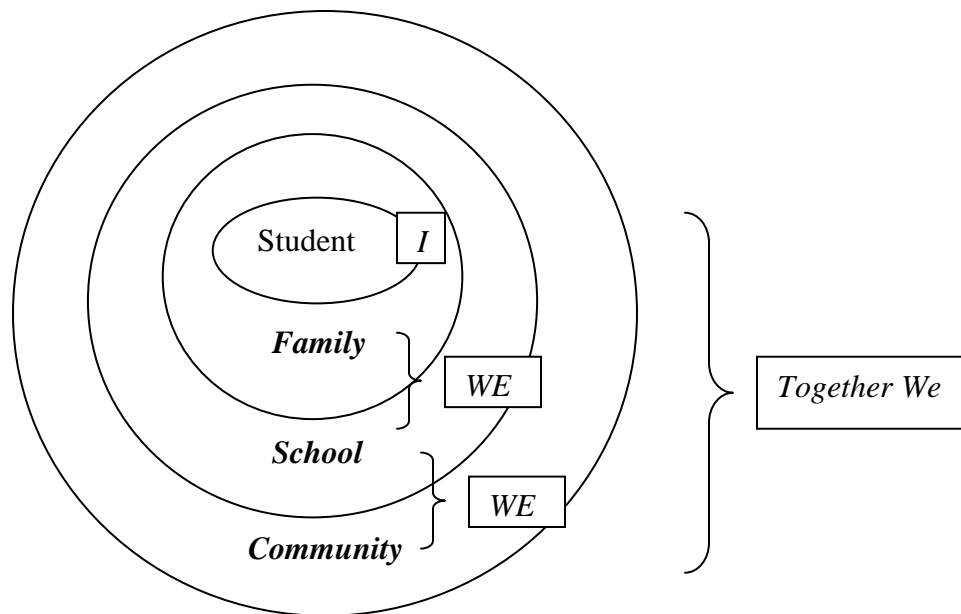 Student
I
Family
WE
Together We
School
WE
Community